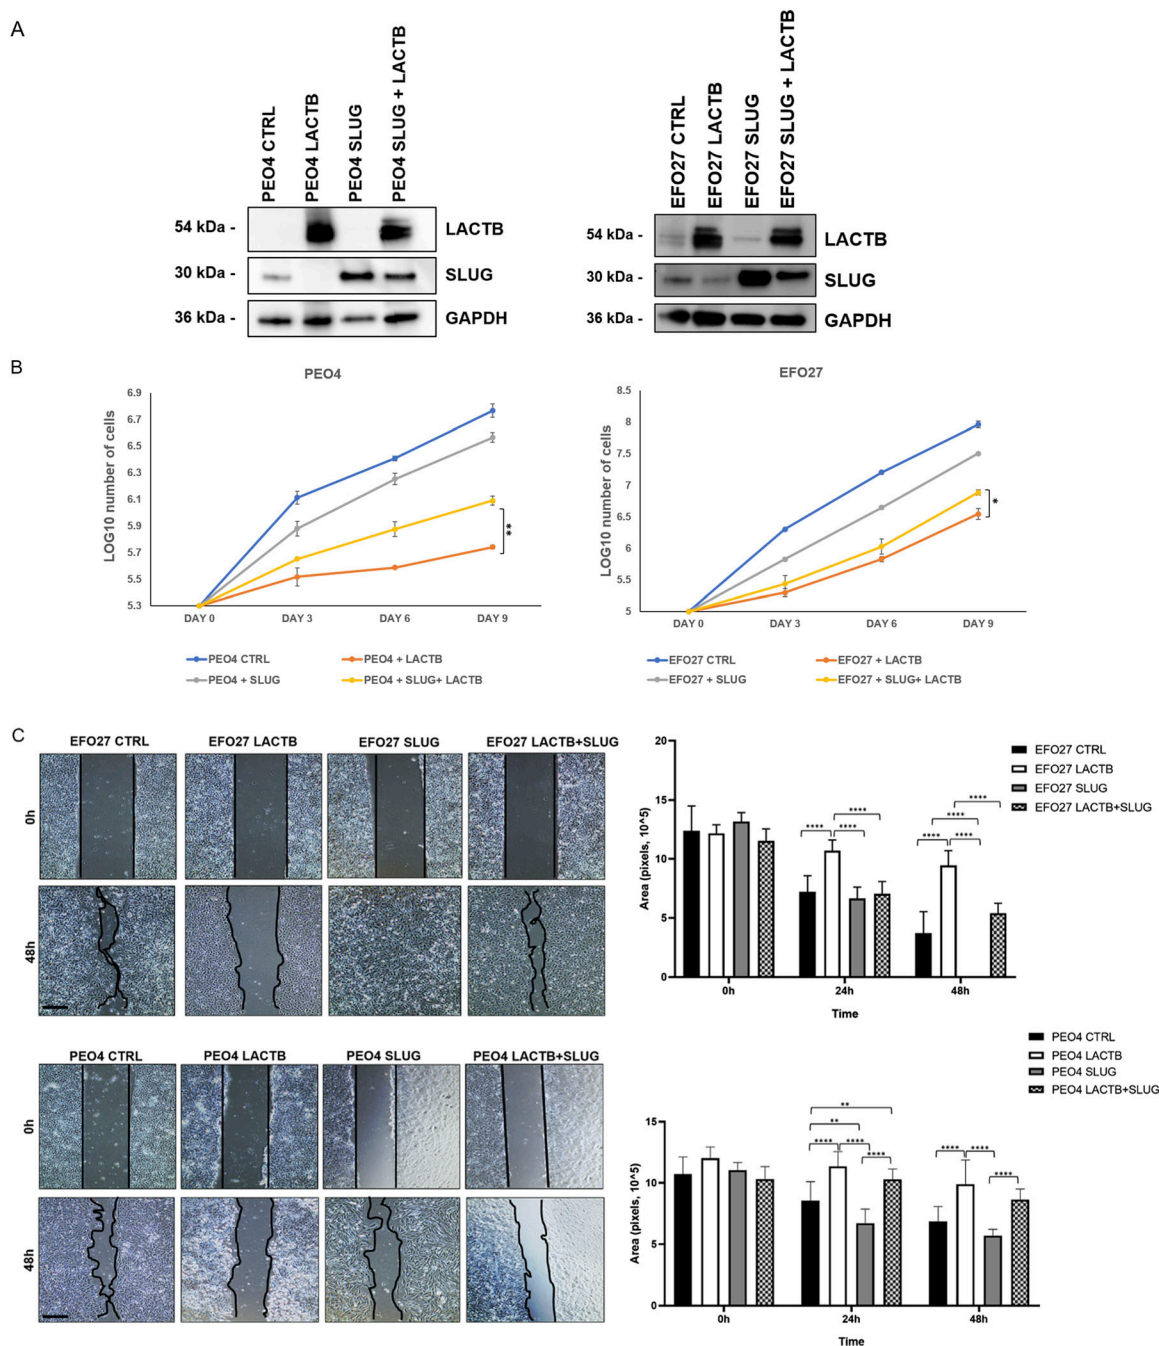 A
PEO4 CTRL
PEO4 LACTB
PEO4 SLUG
PEO4 SLUG + LACTB
54 kDa -
LACTB
30 kDa -
SLUG
36 kDa -
GAPDH
EFO27 CTRL
EFO27 LACTB
EFO27 SLUG
EFO27 SLUG + LACTB
54 kDa -
LACTB
30 kDa -
SLUG
36 kDa -
GAPDH
B
PEO4
LOG10 number of cells
6.9
6.7
6.5
6.3
6.1
5.9
5.7
5.5
5.3
**
DAY 0 DAY 3 DAY 6 DAY 9
PEO4 CTRL PEO4 + LACTB
PEO4 + SLUG PEO4 + SLUG+ LACTB
EFO27
LOG10 number of cells
8.5
8
7.5
7
6.5
6
5.5
5
*
DAY 0 DAY 3 DAY 6 DAY 9
EFO27 CTRL EFO27 + LACTB
EFO27 + SLUG EFO27 + SLUG+ LACTB
C
EFO27 CTRL EFO27 LACTB EFO27 SLUG EFO27 LACTB+SLUG
0h
48h
Area (pixels, 10^5)
20
15
10
5
0
**** **** ****
**** **** **** ****
0h 24h 48h
Time
EFO27 CTRL
EFO27 LACTB
EFO27 SLUG
EFO27 LACTB+SLUG
PEO4 CTRL PEO4 LACTB PEO4 SLUG PEO4 LACTB+SLUG
0h
48h
Area (pixels, 10^5)
15
10
5
0
**
**
**** **** ****
**** **** ****
0h 24h 48h
Time
PEO4 CTRL
PEO4 LACTB
PEO4 SLUG
PEO4 LACTB+SLUG